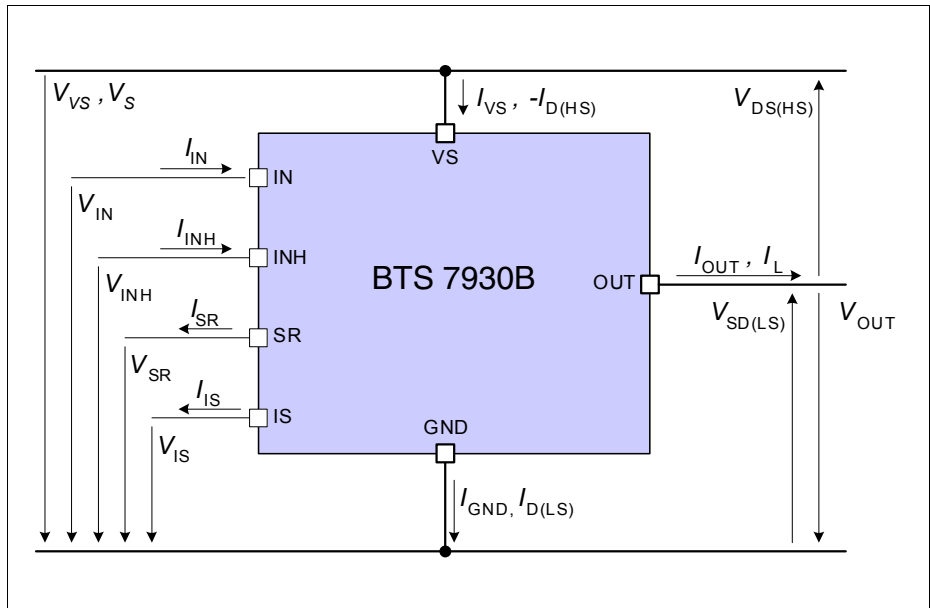 V_VS , V_S
I_VS , -I_D(HS)
V_DS(HS)
VS
I_IN
IN
V_IN
I_INH
INH
V_INH
BTS 7930B
OUT
I_OUT , I_L
V_SD(LS)
V_OUT
I_SR
SR
V_SR
I_IS
IS
V_IS
GND
I_GND, I_D(LS)